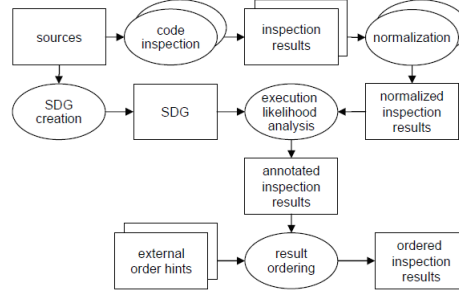 sources
code
inspection
inspection
results
normalization
SDG
creation
SDG
execution
likelihood
analysis
normalized
inspection
results
annotated
inspection
results
external
order hints
result
ordering
ordered
inspection
results